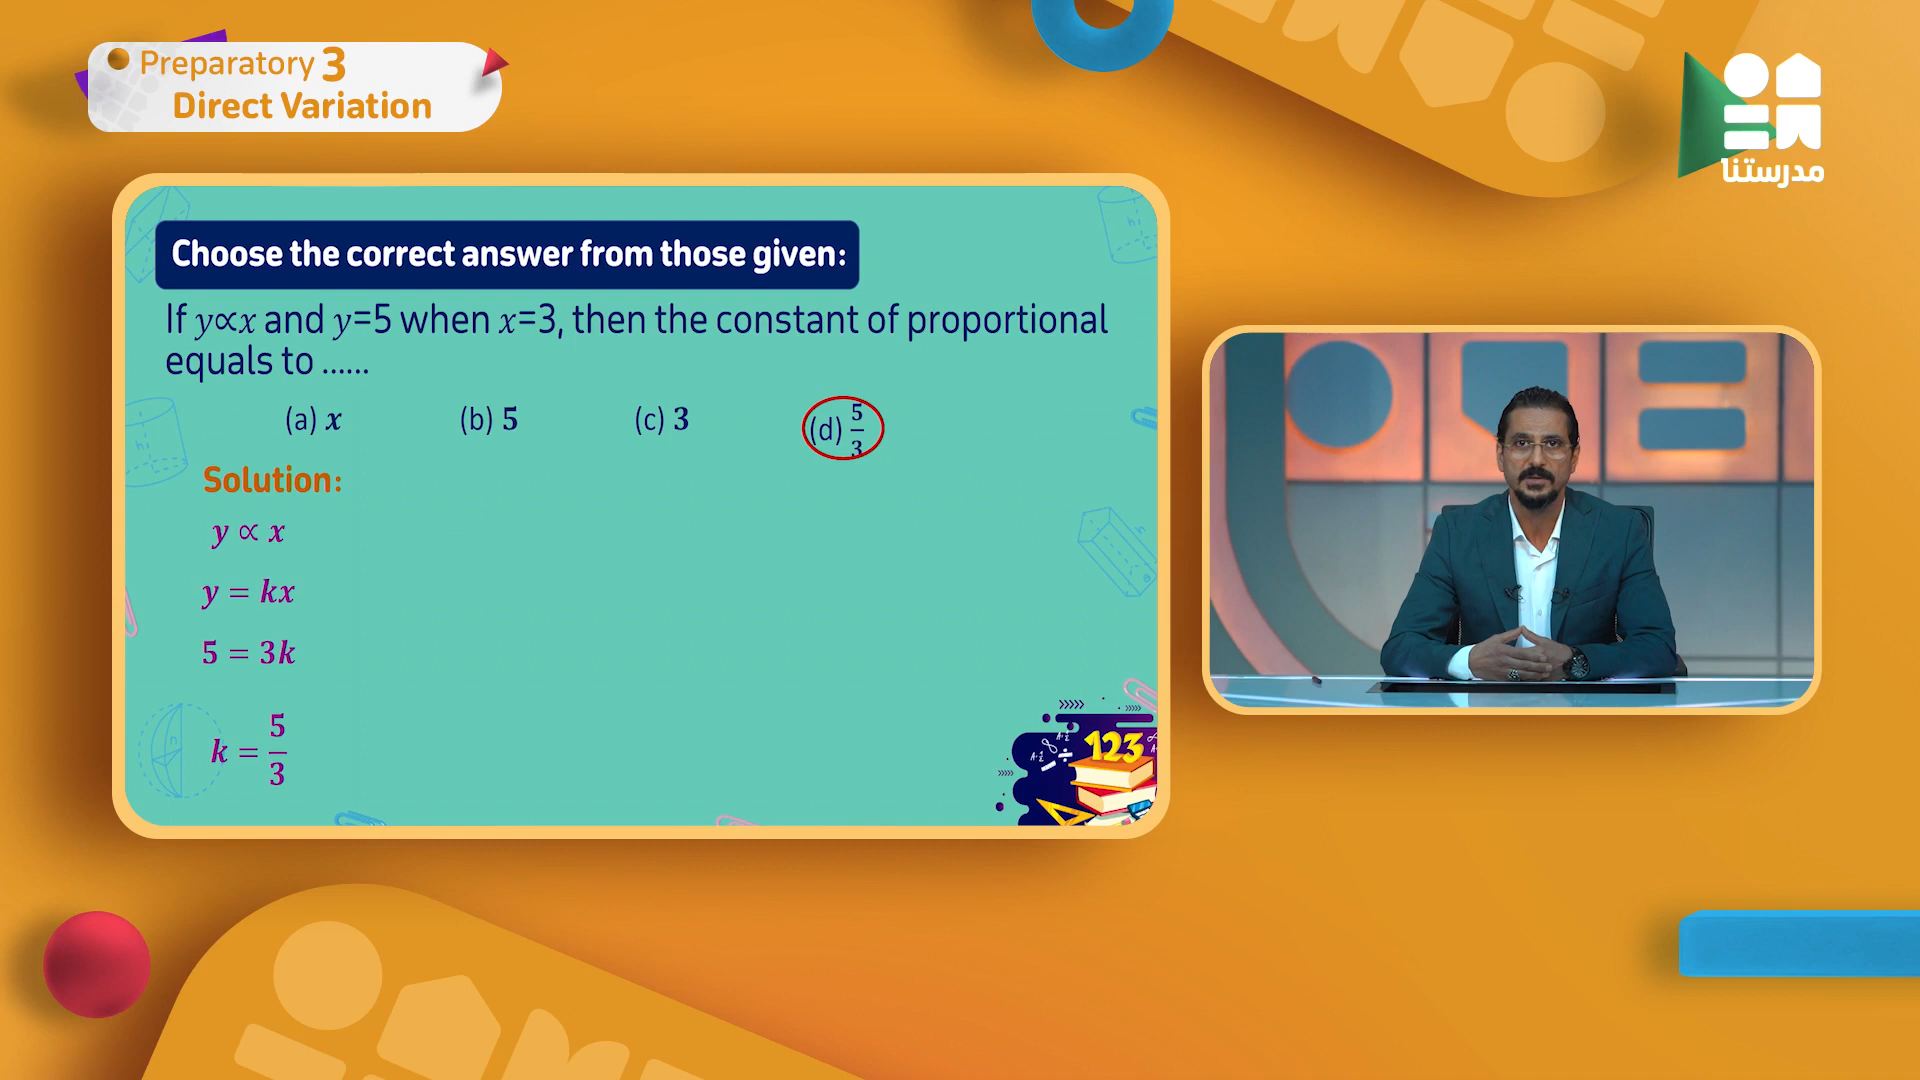 Preparatory 3
Direct Variation
مدرستنا
Choose the correct answer from those given:
If y∝x and y=5 when x=3, then the constant of proportional
equals to ......
(a) x (b) 5 (c) 3 (d) 5/3
Solution:
y ∝ x
y = kx
5 = 3k
k = 5/3
123